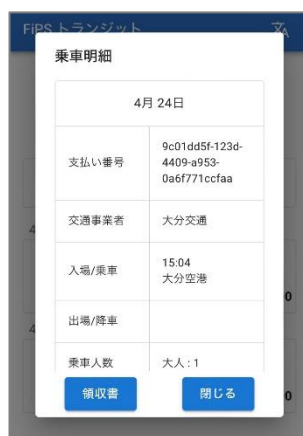 FiPS トランジット
乗車明細
4月 24日
支払い番号
9c01dd5f-123d-
4409-a953-
0a6f771ccfaa
交通事業者
大分交通
入場/乗車
15:04
大分空港
出場/降車
乗車人数
大人 : 1
領収書
閉じる